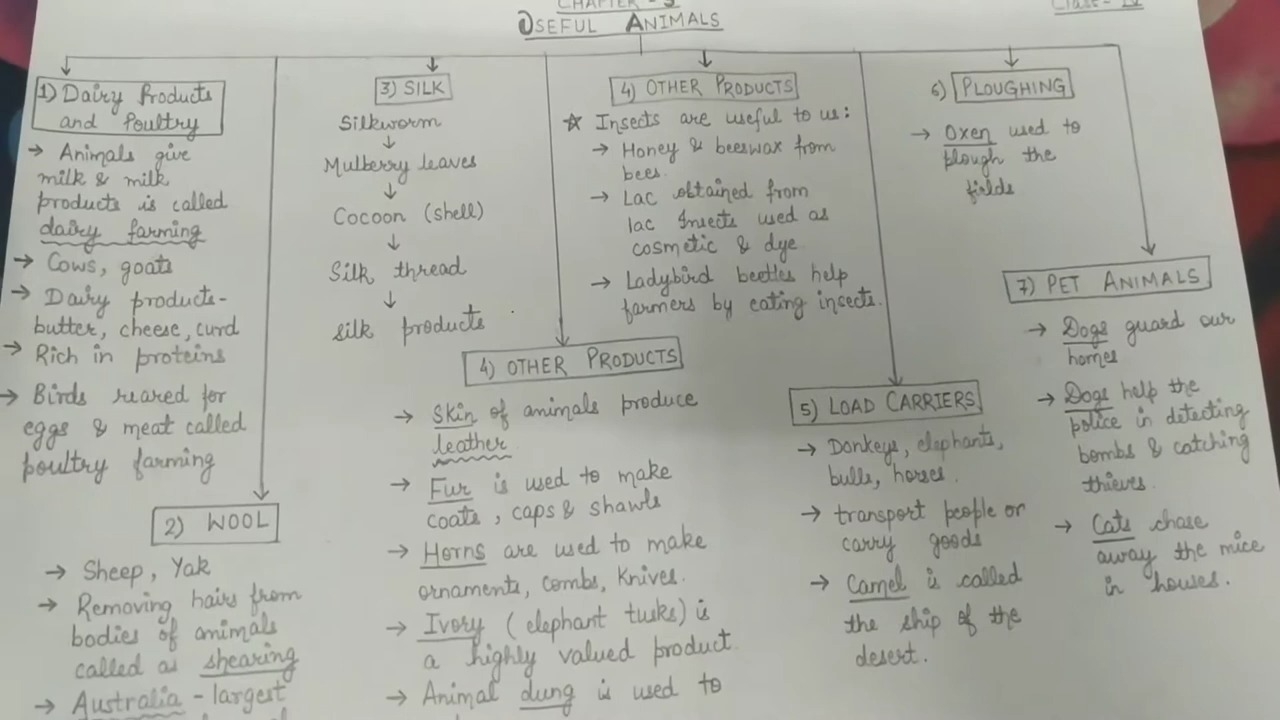 CHAPTER - 5
USEFUL ANIMALS
1) Dairy Products
and Poultry
→ Animals give
milk & milk
products is called
dairy farming
→ Cows, goats
→ Dairy products-
butter, cheese, curd
→ Rich in proteins
→ Birds reared for
eggs & meat called
poultry farming
2) WOOL
→ Sheep, Yak
→ Removing hairs from
bodies of animals
called as shearing
→ Australia - largest
3) SILK
Silkworm
↓
Mulberry leaves
↓
Cocoon (shell)
↓
Silk thread
↓
silk products
4) OTHER PRODUCTS
☆ Insects are useful to us:
→ Honey & beeswax from
bees.
→ Lac obtained from
lac Insects used as
cosmetic & dye
→ Ladybird beetles help
farmers by eating insects.
4) OTHER PRODUCTS
→ Skin of animals produce
leather
→ Fur is used to make
coats, caps & shawls
→ Horns are used to make
ornaments, combs, Knives.
→ Ivory (elephant tusks) is
a highly valued product.
→ Animal dung is used to
5) LOAD CARRIERS
→ Donkeys, elephants,
bulls, horses.
→ transport people or
carry goods
→ Camel is called
the ship of the
desert.
6) PLOUGHING
→ Oxen used to
plough the
fields
7) PET ANIMALS
→ Dogs guard our
homes
→ Dogs help the
police in detecting
bombs & catching
thieves.
→ Cats chase
away the mice
in houses.